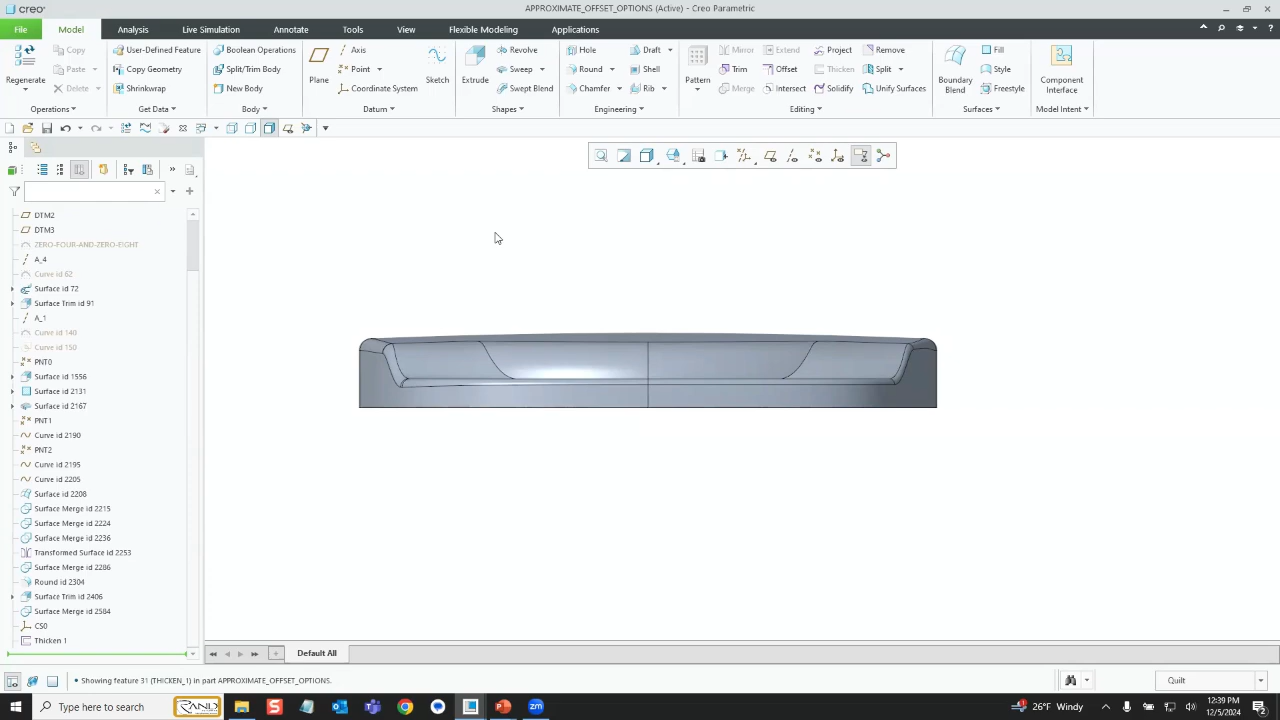 creo
APPROXIMATE_OFFSET_OPTIONS (Active) - Creo Parametric
File Model Analysis Annotate Live Simulation Tools View Flexible Modeling Applications
Regenerate
Copy
Paste
Delete
Operations
User-Defined Feature
Copy Geometry
Shrinkwrap
Get Data
Boolean Operations
Split/Trim Body
New Body
Body
Plane
Axis
Point
Coordinate System
Sketch
Datum
Extrude
Revolve
Sweep
Swept Blend
Shapes
Hole
Round
Chamfer
Draft
Shell
Rib
Engineering
Pattern
Mirror
Trim
Merge
Extend
Offset
Intersect
Project
Thicken
Solidify
Remove
Split
Unify Surfaces
Editing
Boundary
Blend
Fill
Style
Freestyle
Surfaces
Component
Interface
Model Intent
DTM2
DTM3
ZERO-FOUR-AND-ZERO-EIGHT
A_4
Curve id 62
Surface id 72
Surface Trim id 91
A_1
Curve id 140
Curve id 150
PNT0
Surface id 1556
Surface id 2131
Surface id 2167
PNT1
Curve id 2190
PNT2
Curve id 2195
Curve id 2205
Surface id 2208
Surface Merge id 2215
Surface Merge id 2224
Surface Merge id 2236
Transformed Surface id 2253
Surface Merge id 2286
Round id 2304
Surface Trim id 2406
Surface Merge id 2584
CS0
Thicken 1
Default All
• Showing feature 31 (THICKEN_1) in part APPROXIMATE_OFFSET_OPTIONS.
Quilt
Type here to search
RAND
26°F Windy
12:39 PM
12/5/2024
2